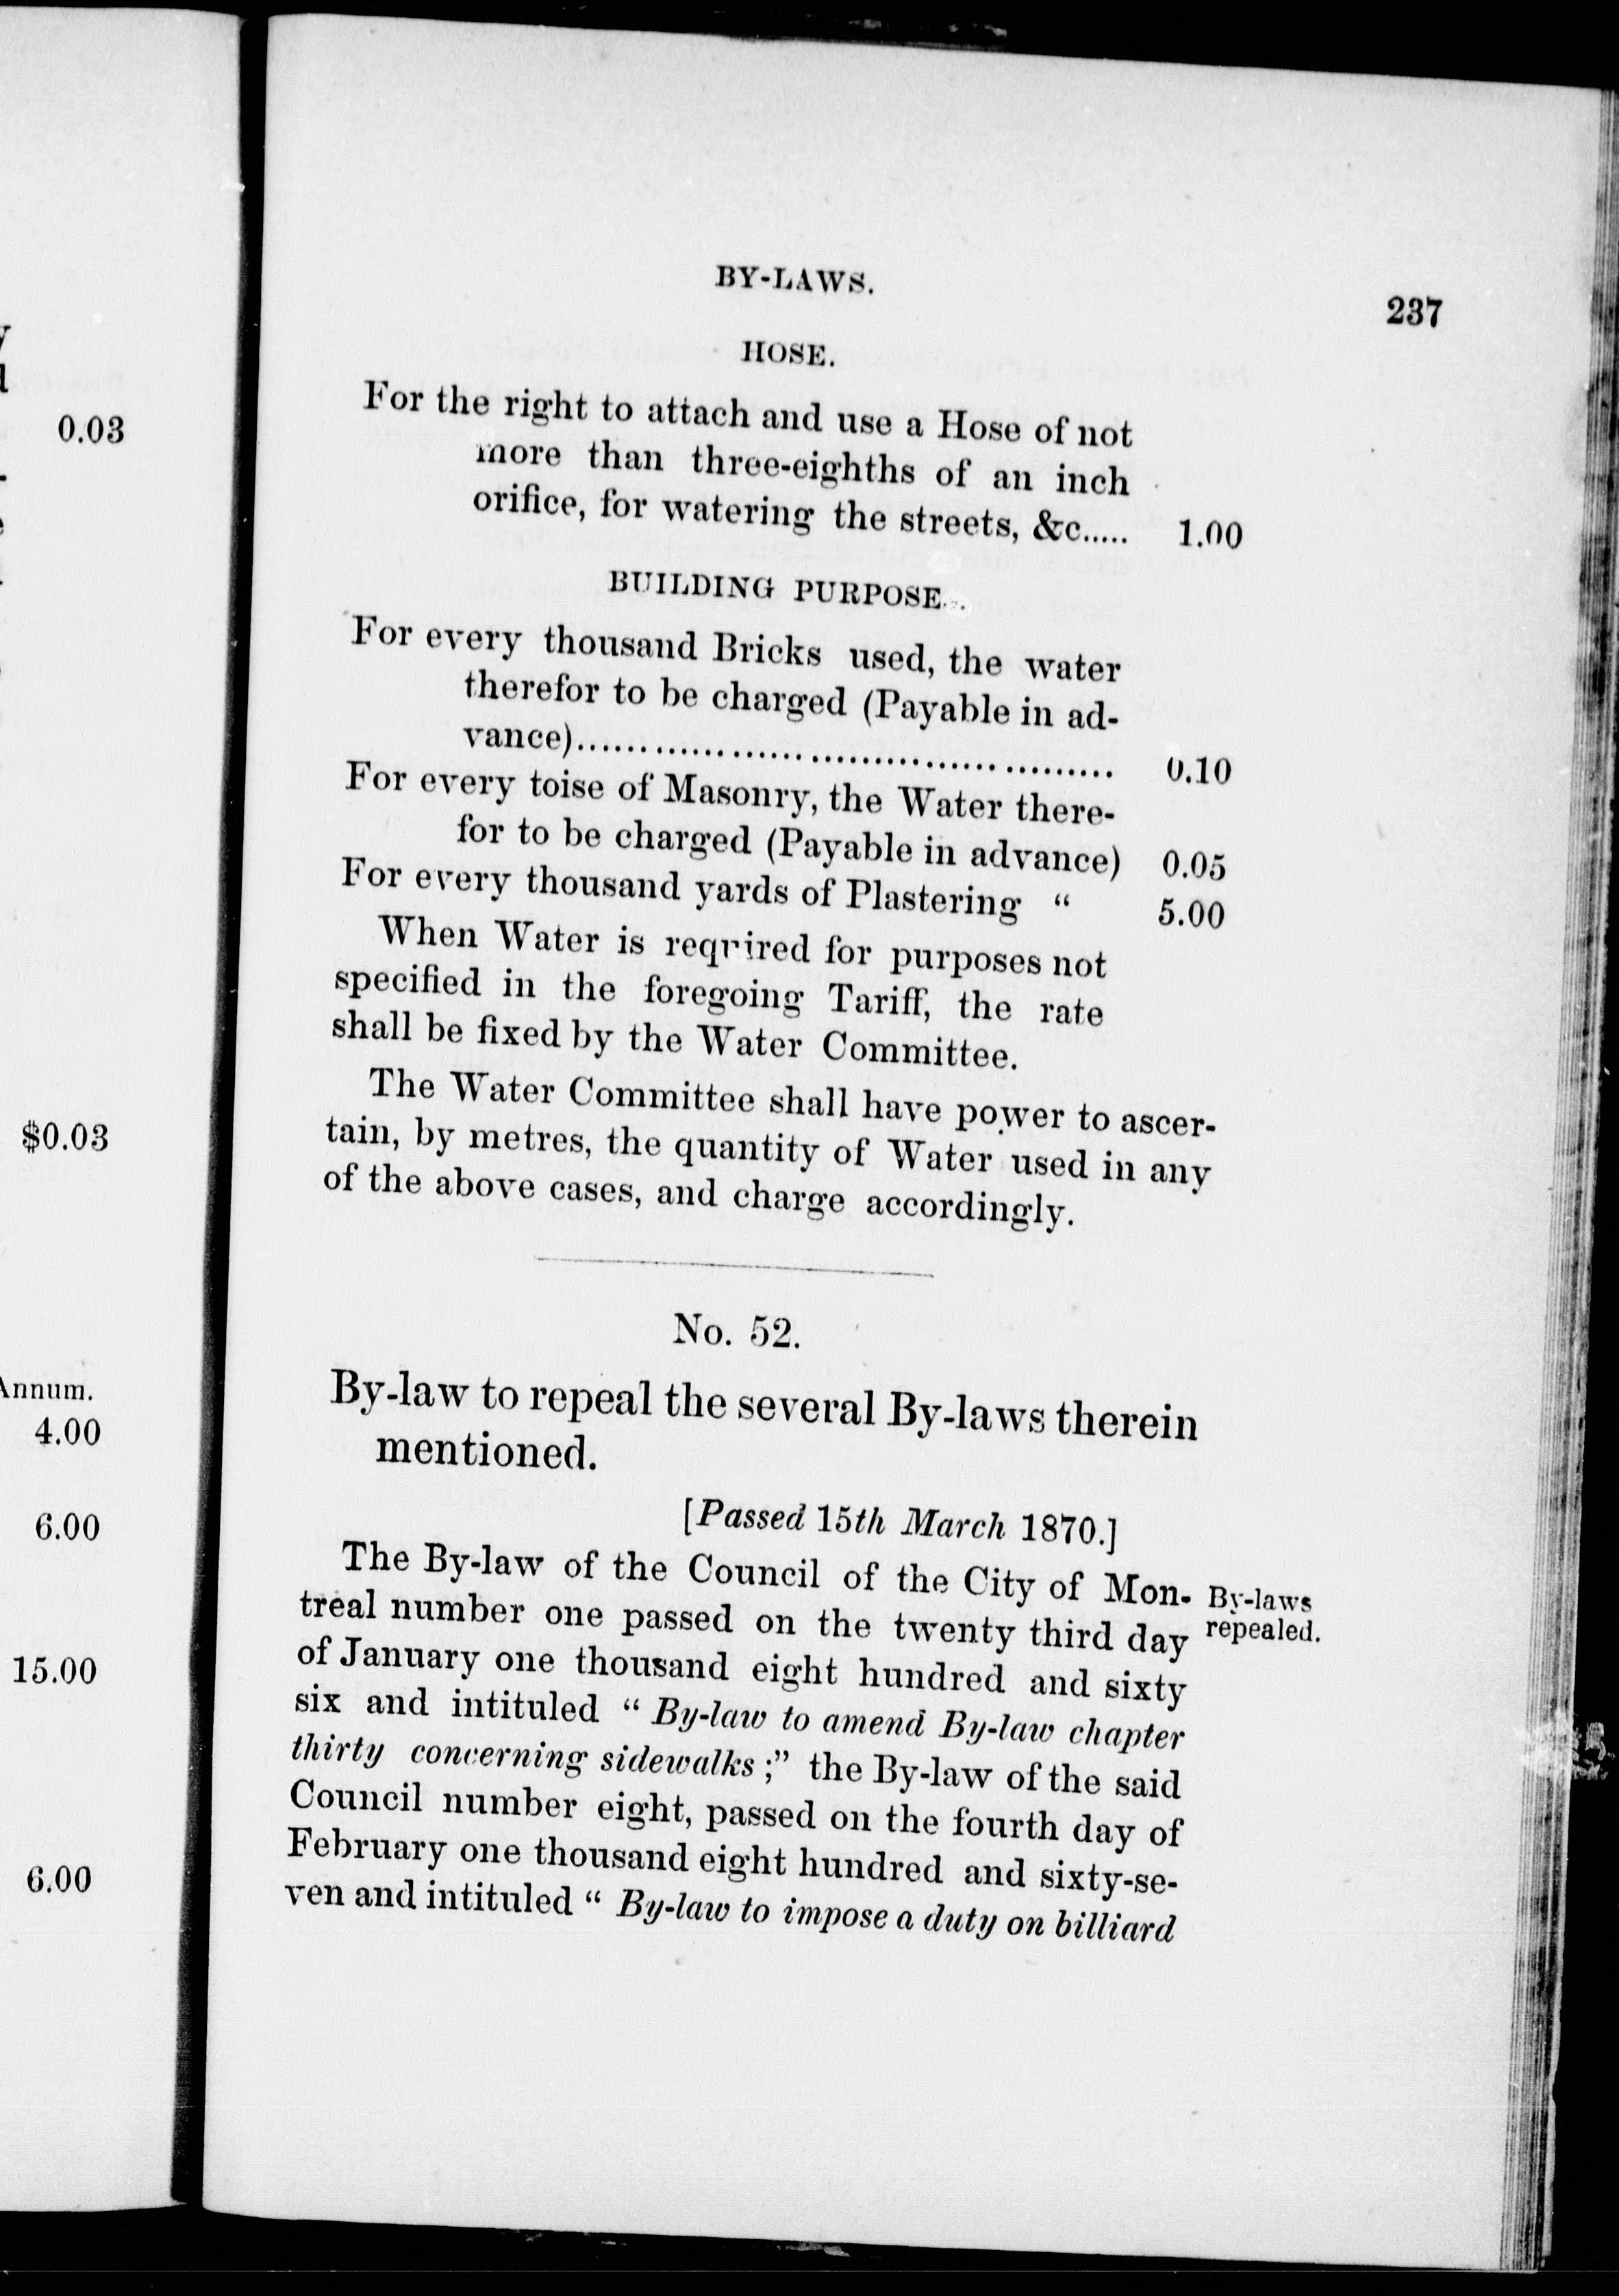 0.03
$0.03
Annum.
4.00
6.00
15.00
6.00
BY-LAWS.
237
HOSE.
For the right to attach and use a Hose of not
more than three-eighths of an inch
orifice, for watering the streets, &c..... 1.00
BUILDING PURPOSE..
For every thousand Bricks used, the water
therefor to be charged (Payable in ad-
vance).......................................... 0.10
For every toise of Masonry, the Water there-
for to be charged (Payable in advance) 0.05
For every thousand yards of Plastering " 5.00
When Water is required for purposes not
specified in the foregoing Tariff, the rate
shall be fixed by the Water Committee.
The Water Committee shall have power to ascer-
tain, by metres, the quantity of Water used in any
of the above cases, and charge accordingly.
No. 52.
By-law to repeal the several By-laws therein
mentioned.
[Passed 15th March 1870.]
The By-law of the Council of the City of Mon-
treal number one passed on the twenty third day
of January one thousand eight hundred and sixty
six and intituled " By-law to amend By-law chapter
thirty concerning sidewalks ;" the By-law of the said
Council number eight, passed on the fourth day of
February one thousand eight hundred and sixty-se-
ven and intituled " By-law to impose a duty on billiard
By-laws
repealed.